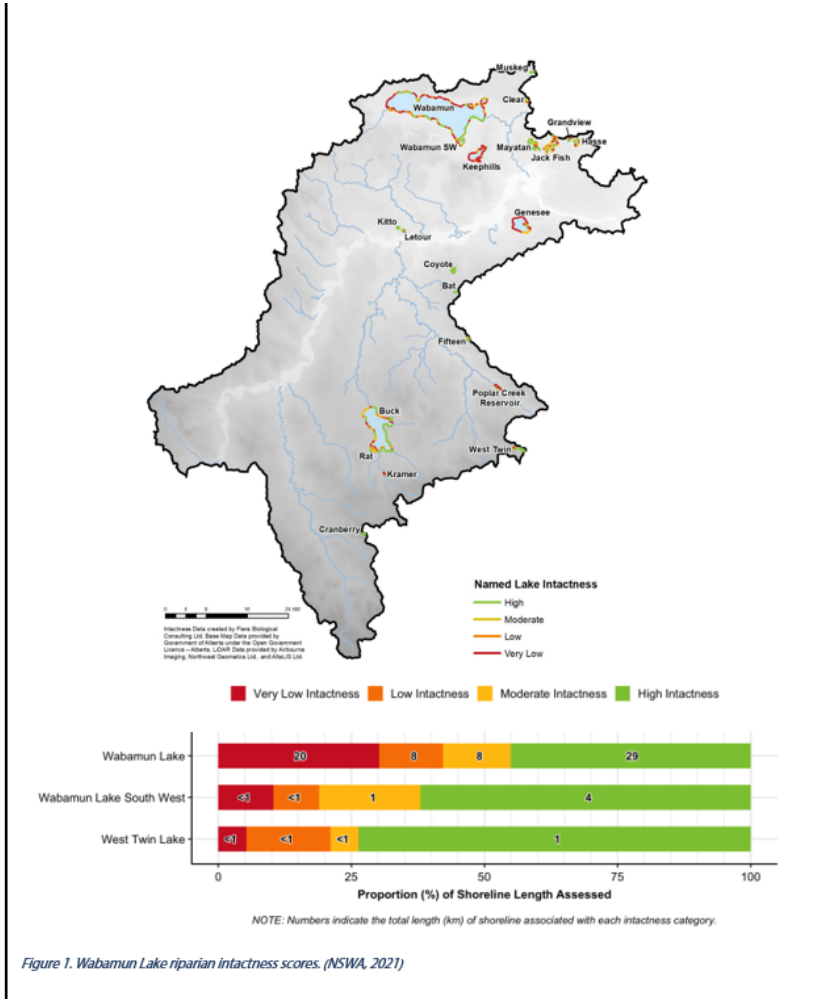 Muskeg
Clear
Wabamun
Grandview
Hasse
Wabamun SW
Mayatan
Jack Fish
Keephills
Genesee
Kitto
Letour
Coyote
Bat
Fifteen
Poplar Creek
Reservoir
Buck
West Twin
Rat
Kramer
Cranberry
Named Lake Intactness
High
Moderate
Low
Very Low
0
Intactness Data created by Fiera Biological
Consulting Ltd. Base Map Data provided by
Government of Alberta under the Open Government
Licence – Alberta. LiDAR Data provided by Airbourne
Imaging, Northwest Geomatics Ltd., and AltaLIS Ltd.
Very Low Intactness Low Intactness Moderate Intactness High Intactness
Wabamun Lake 20 8 8 29
Wabamun Lake South West <1 <1 1 4
West Twin Lake <1 <1 <1 1
0 25 50 75 100
Proportion (%) of Shoreline Length Assessed
NOTE: Numbers indicate the total length (km) of shoreline associated with each intactness category.
Figure 1. Wabamun Lake riparian intactness scores. (NSWA, 2021)